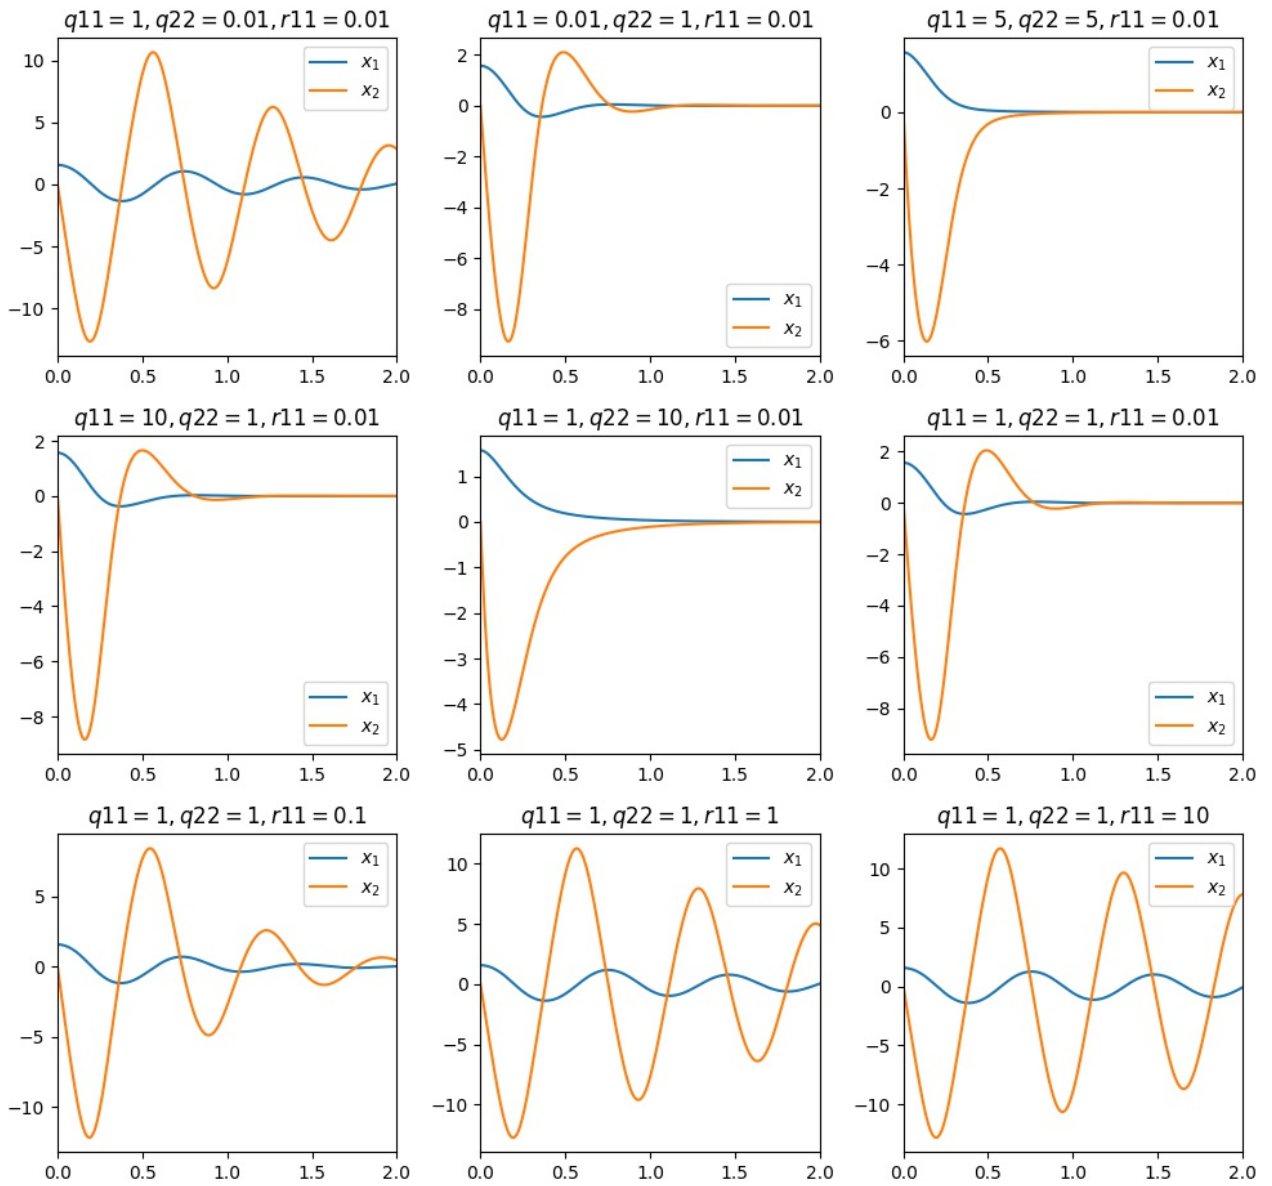 q11 = 1, q22 = 0.01, r11 = 0.01
10
5
0
−5
−10
x₁
x₂
0.0 0.5 1.0 1.5 2.0
q11 = 0.01, q22 = 1, r11 = 0.01
2
0
−2
−4
−6
−8
x₁
x₂
0.0 0.5 1.0 1.5 2.0
q11 = 5, q22 = 5, r11 = 0.01
0
−2
−4
−6
x₁
x₂
0.0 0.5 1.0 1.5 2.0
q11 = 10, q22 = 1, r11 = 0.01
2
0
−2
−4
−6
−8
x₁
x₂
0.0 0.5 1.0 1.5 2.0
q11 = 1, q22 = 10, r11 = 0.01
1
0
−1
−2
−3
−4
−5
x₁
x₂
0.0 0.5 1.0 1.5 2.0
q11 = 1, q22 = 1, r11 = 0.01
2
0
−2
−4
−6
−8
x₁
x₂
0.0 0.5 1.0 1.5 2.0
q11 = 1, q22 = 1, r11 = 0.1
5
0
−5
−10
x₁
x₂
0.0 0.5 1.0 1.5 2.0
q11 = 1, q22 = 1, r11 = 1
10
5
0
−5
−10
x₁
x₂
0.0 0.5 1.0 1.5 2.0
q11 = 1, q22 = 1, r11 = 10
10
5
0
−5
−10
x₁
x₂
0.0 0.5 1.0 1.5 2.0